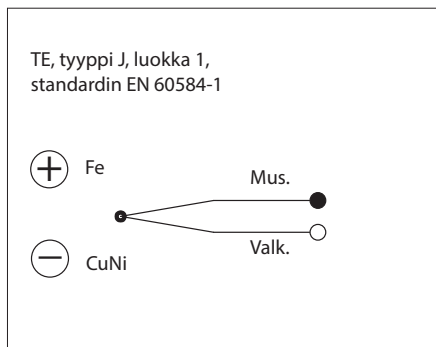 TE, tyyppi J, luokka 1,
standardin EN 60584-1
Fe
Mus.
Valk.
CuNi